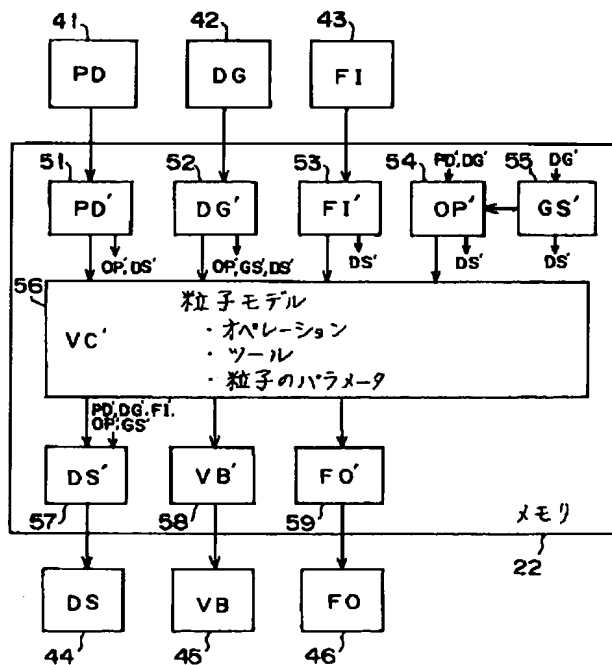 41
42
43
PD
DG
FI
51
52
53
54
PD',DG'
55
DG'
PD'
DG'
FI'
OP'
GS'
OP',DS'
OP',GS',DS'
DS'
DS'
DS'
56
VC'
粒子モデル
・オペレーション
・ツール
・粒子のパラメータ
PD',DG',FI',
OP',GS'
DS'
VB'
FO'
57
58
59
メモリ
22
DS
VB
FO
44
45
46